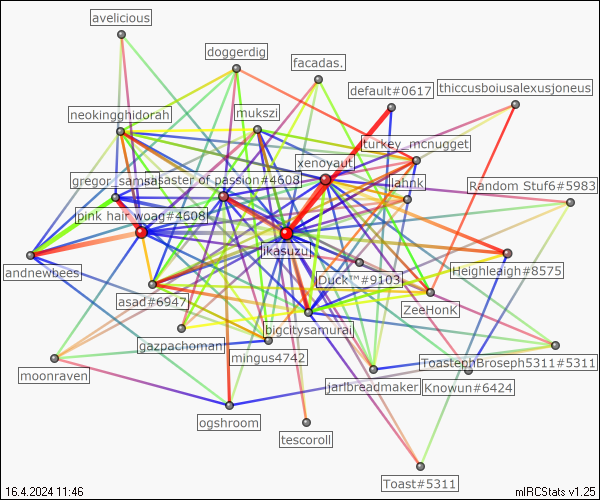 avelicious
doggerdig
facadas.
default#0617
thiccusboiusalexusjoneus
neokingghidorah
mukszi
turkey_mcnugget
xenoyaut
gregor_samsa
saster of passion#4608
lahnk
Random Stuf6#5983
pink hair woag#4608
ikasuzu
andnewbees
Duck™#9103
Heighleaigh#8575
asad#6947
ZeeHonK
bigcitysamurai
gazpachoman
mingus4742
ToastephBroseph5311#5311
moonraven
jarlbreadmaker
Knowun#6424
ogshroom
tescoroll
Toast#5311
16.4.2024 11:46
mIRCStats v1.25